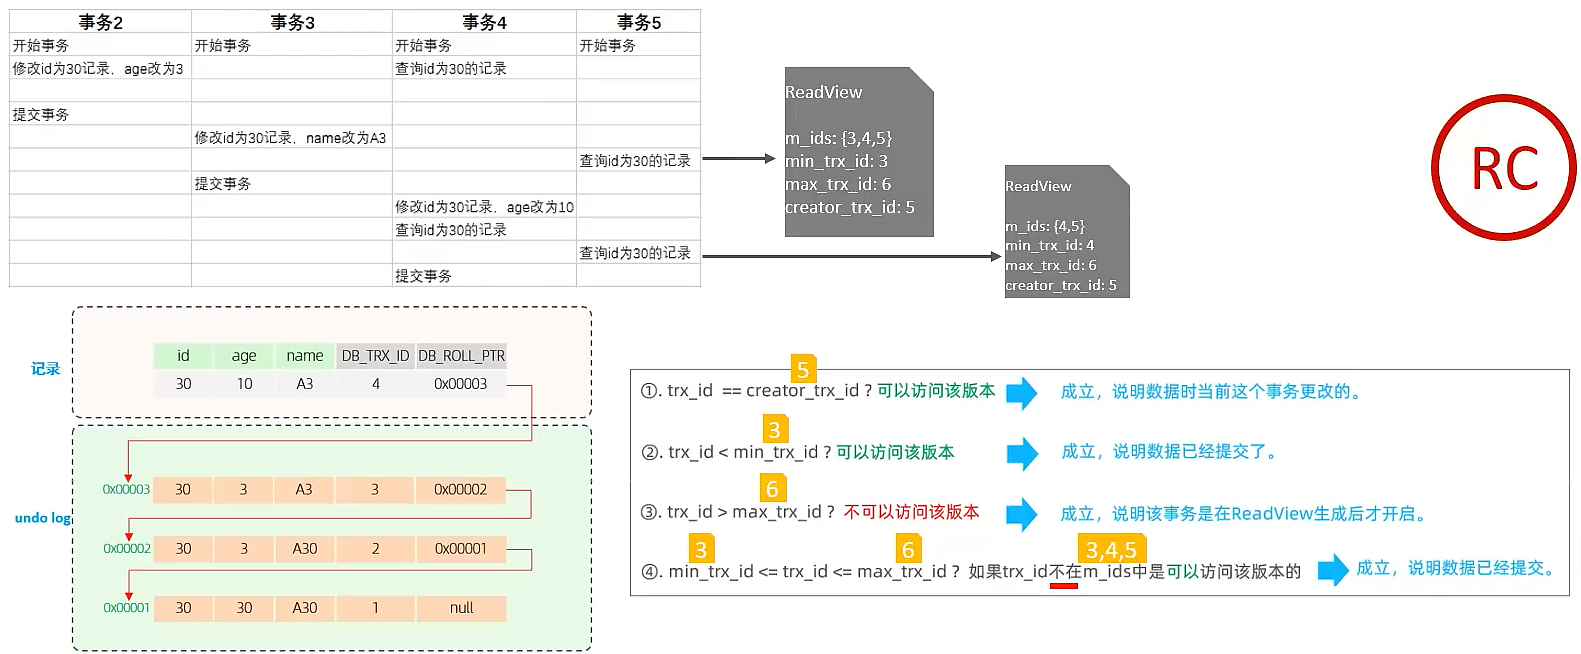 事务2 事务3 事务4 事务5
开始事务 开始事务 开始事务 开始事务
修改id为30记录，age改为3 查询id为30的记录
提交事务
修改id为30记录，name改为A3
查询id为30的记录
提交事务
修改id为30记录，age改为10
查询id为30的记录
查询id为30的记录
提交事务
ReadView
m_ids: {3,4,5}
min_trx_id: 3
max_trx_id: 6
creator_trx_id: 5
ReadView
m_ids: {4,5}
min_trx_id: 4
max_trx_id: 6
creator_trx_id: 5
RC
记录
id age name DB_TRX_ID DB_ROLL_PTR
30 10 A3 4 0x00003
undo log
0x00003 30 3 A3 3 0x00002
0x00002 30 3 A30 2 0x00001
0x00001 30 30 A30 1 null
5
①. trx_id == creator_trx_id ? 可以访问该版本 成立，说明数据时当前这个事务更改的。
3
②. trx_id < min_trx_id ? 可以访问该版本 成立，说明数据已经提交了。
6
③. trx_id > max_trx_id ? 不可以访问该版本 成立，说明该事务是在ReadView生成后才开启。
3 6 3,4,5
④. min_trx_id <= trx_id <= max_trx_id ? 如果trx_id不在m_ids中是可以访问该版本的 成立，说明数据已经提交。